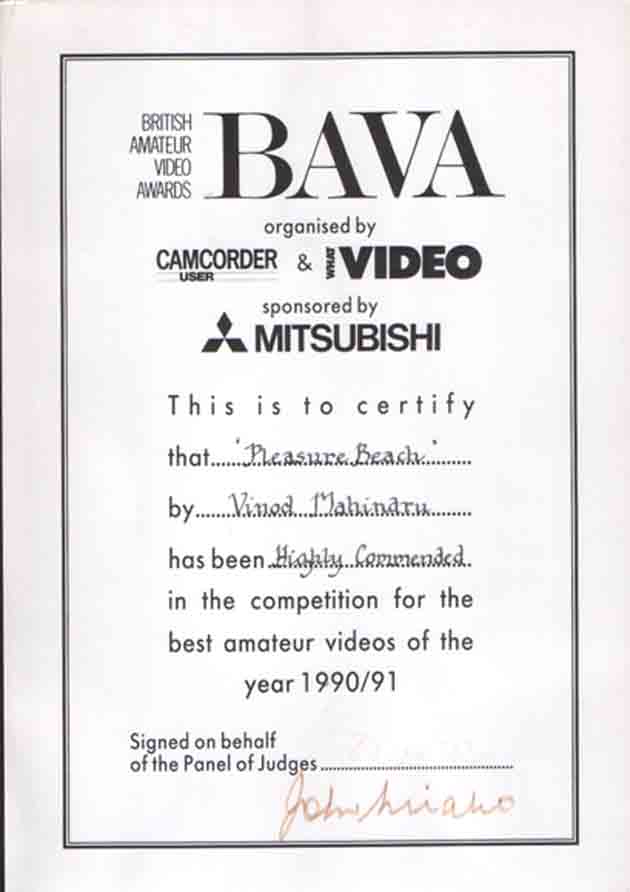 BRITISH
AMATEUR
VIDEO
AWARDS
BAVA
organised by
CAMCORDER USER & WHAT VIDEO
sponsored by
MITSUBISHI
This is to certify
that 'Pleasure Beach'
by Vinod Mahindru
has been Highly Commended
in the competition for the
best amateur videos of the
year 1990/91
Signed on behalf
of the Panel of Judges
John